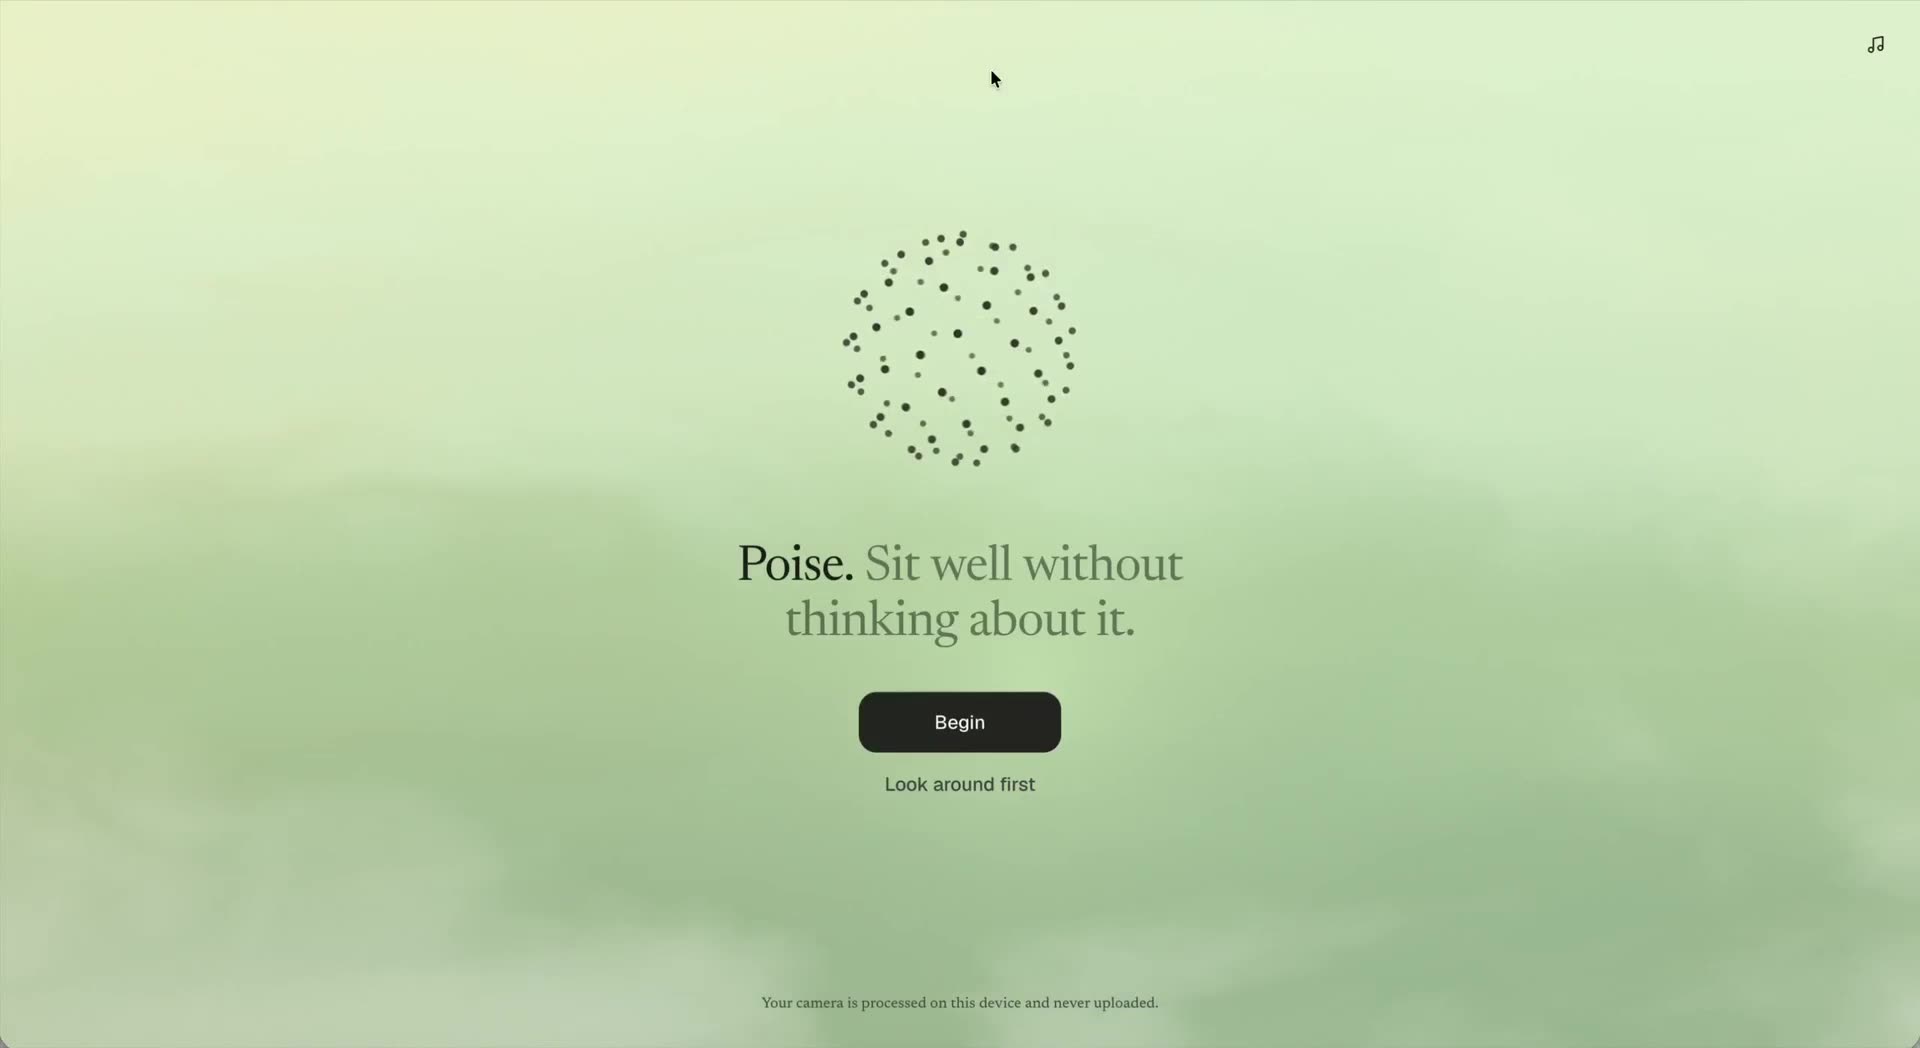 Poise. Sit well without
thinking about it.
Begin
Look around first
Your camera is processed on this device and never uploaded.